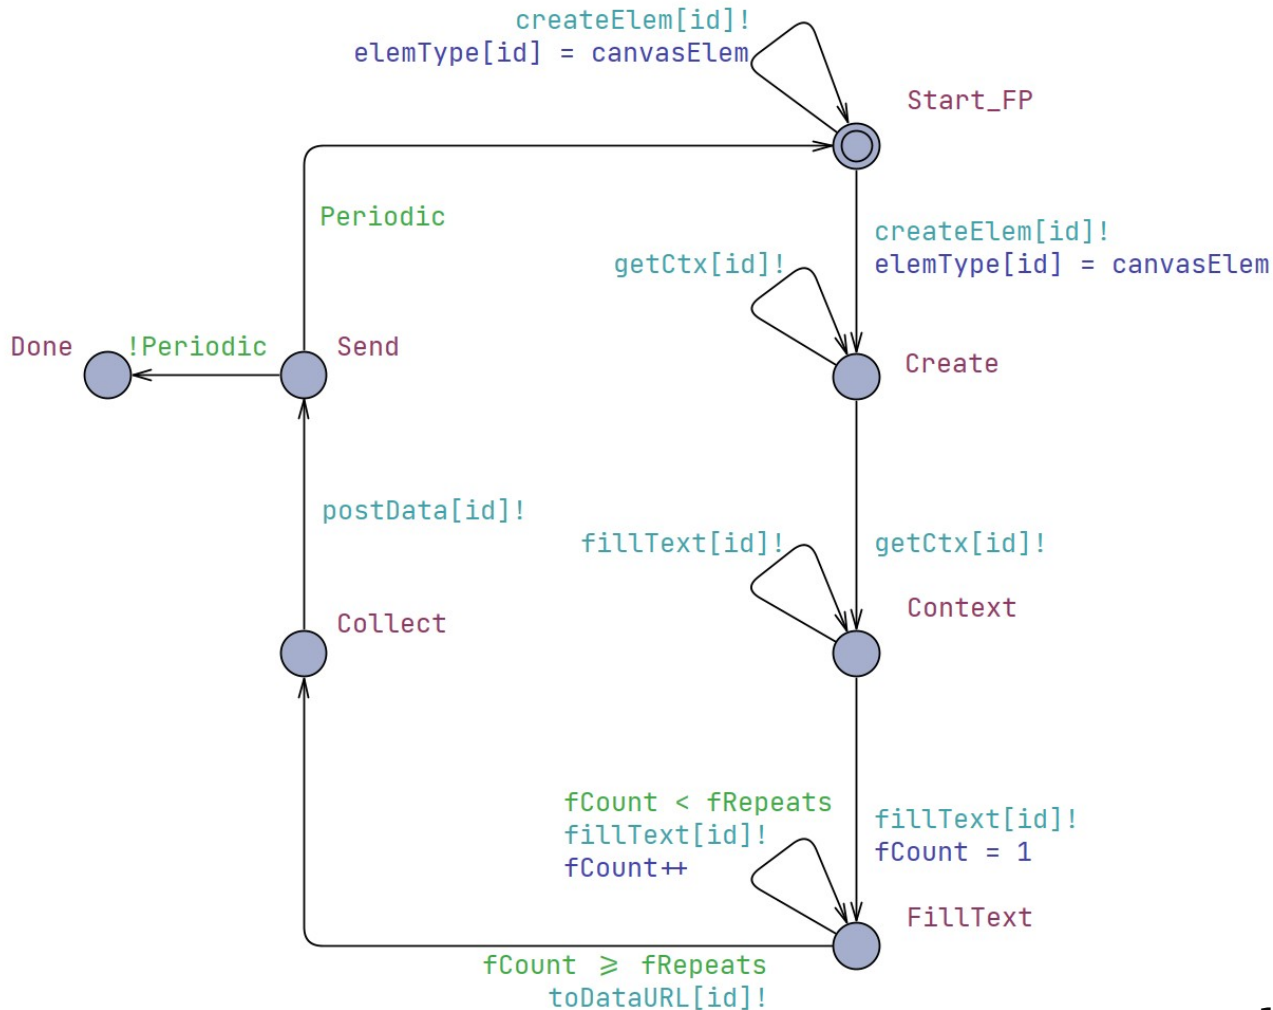 createElem[id]!
elemType[id] = canvasElem
Start_FP
Periodic
createElem[id]!
elemType[id] = canvasElem
getCtx[id]!
Done
!Periodic
Send
Create
postData[id]!
fillText[id]!
getCtx[id]!
Context
Collect
fCount < fRepeats
fillText[id]!
fCount++
fillText[id]!
fCount = 1
FillText
fCount ⩾ fRepeats
toDataURL[id]!